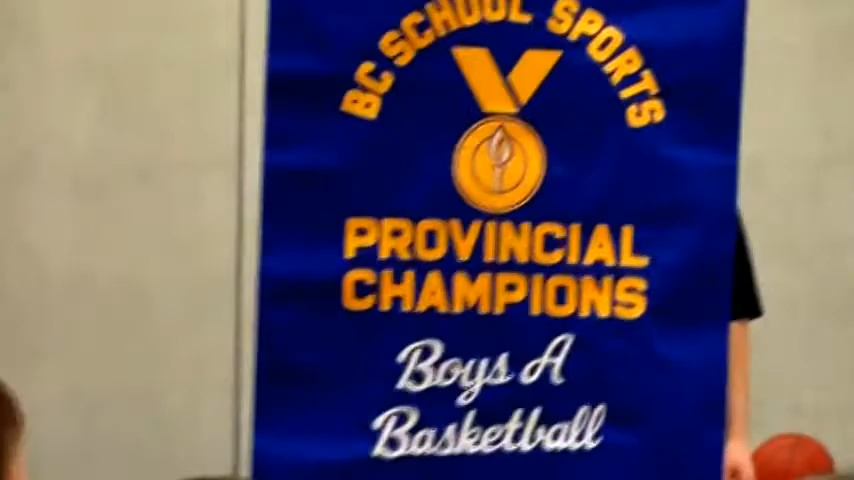 BC SCHOOL SPORTS
PROVINCIAL
CHAMPIONS
Boys A
Basketball